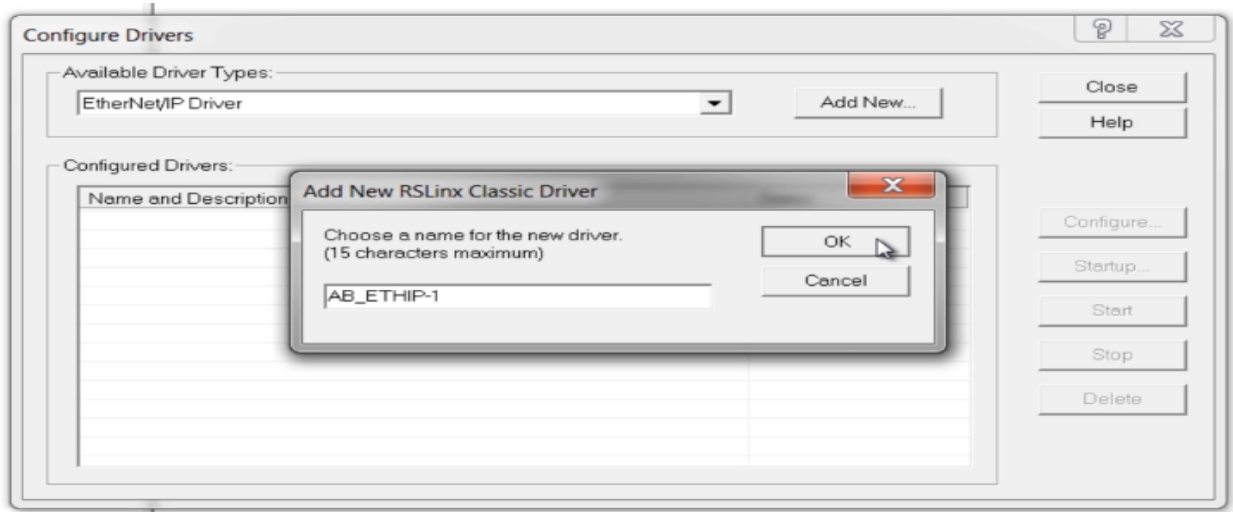 Configure Drivers
Available Driver Types:
EtherNet/IP Driver
Add New...
Close
Help
Configured Drivers:
Name and Description
Add New RSLinx Classic Driver
Choose a name for the new driver.
(15 characters maximum)
AB_ETHIP-1
OK
Cancel
Configure...
Startup...
Start
Stop
Delete